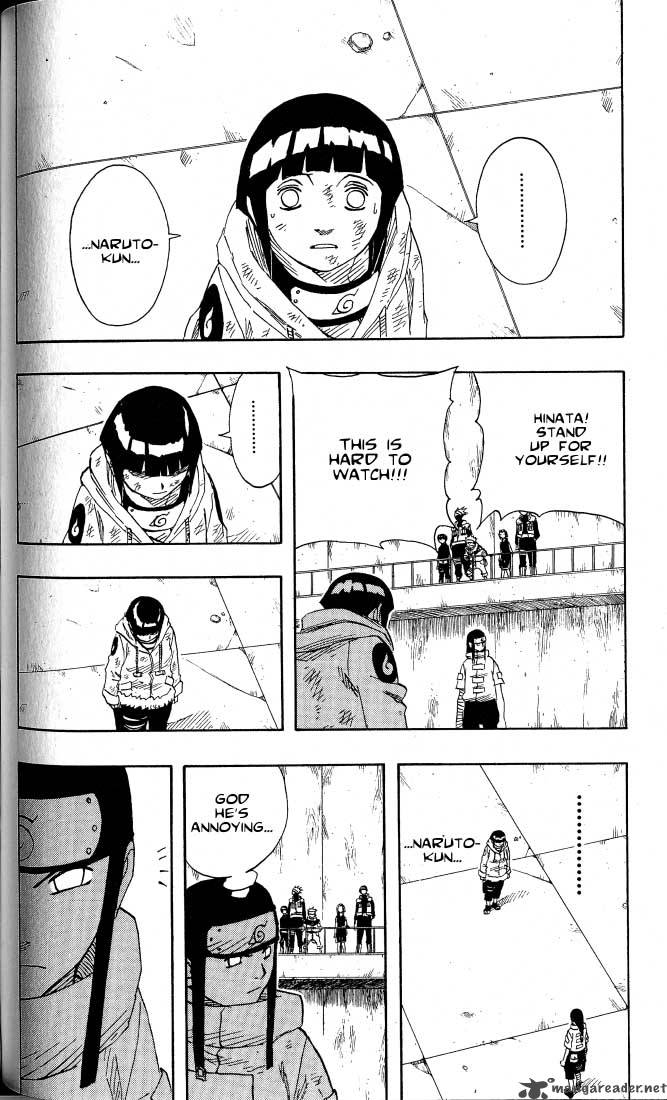 ………
...NARUTO-
KUN...
HINATA!
STAND
UP FOR
YOURSELF!!
THIS IS
HARD TO
WATCH!!!
………
………
...NARUTO-
KUN...
GOD
HE'S
ANNOYING...
mangareader.net